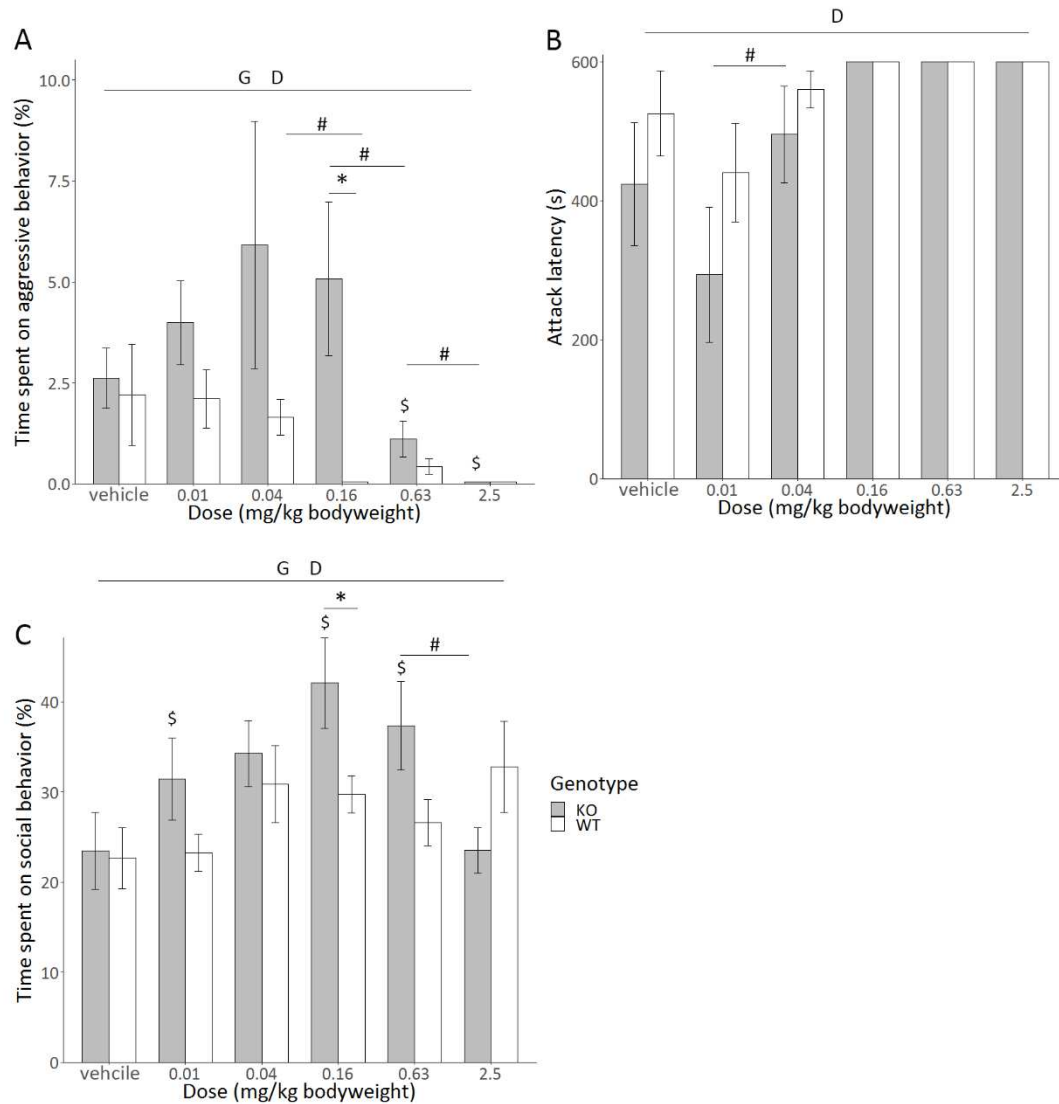 A
G D
#
#
*
#
$
$
10.0
7.5
5.0
2.5
0.0
Time spent on aggressive behavior (%)
vehicle 0.01 0.04 0.16 0.63 2.5
Dose (mg/kg bodyweight)
B
D
#
600
400
200
0
Attack latency (s)
vehicle 0.01 0.04 0.16 0.63 2.5
Dose (mg/kg bodyweight)
C
G D
*
$
$
#
$
40
30
20
10
0
Time spent on social behavior (%)
vehcile 0.01 0.04 0.16 0.63 2.5
Dose (mg/kg bodyweight)
Genotype
KO
WT